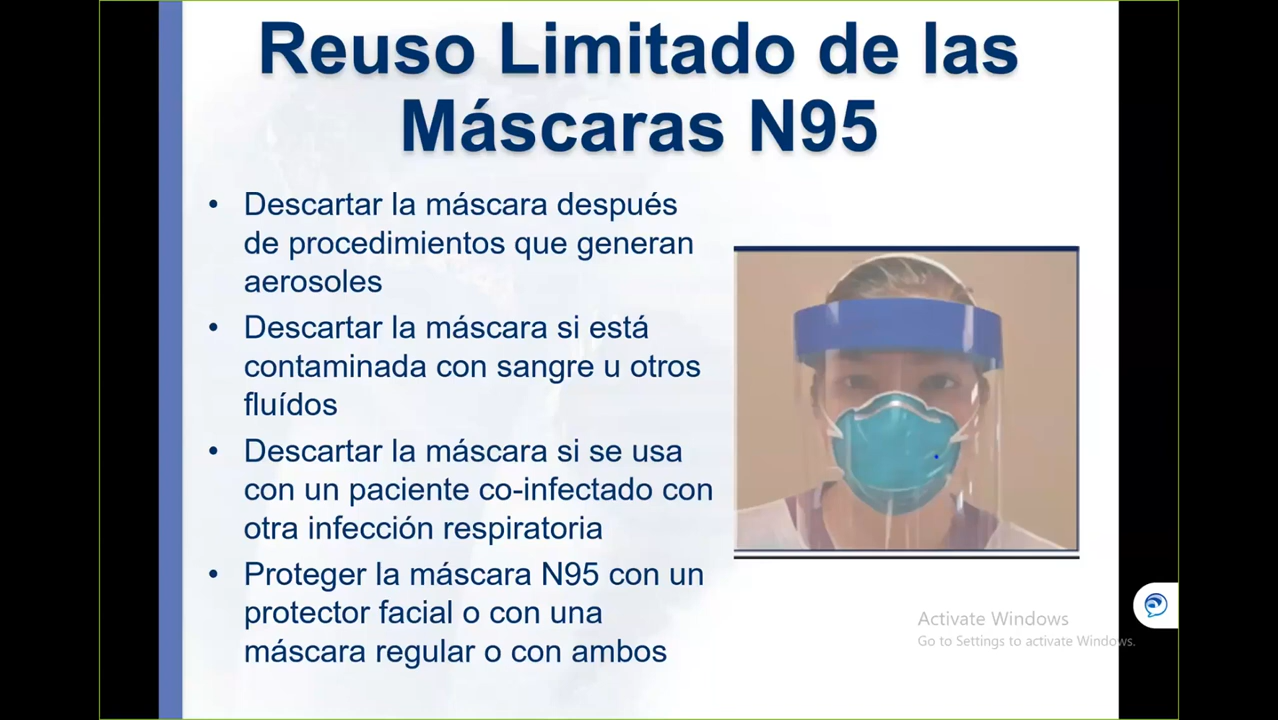 Reuso Limitado de las
Máscaras N95
• Descartar la máscara después
de procedimientos que generan
aerosoles
• Descartar la máscara si está
contaminada con sangre u otros
fluídos
• Descartar la máscara si se usa
con un paciente co-infectado con
otra infección respiratoria
• Proteger la máscara N95 con un
protector facial o con una
máscara regular o con ambos
Activate Windows
Go to Settings to activate Windows.